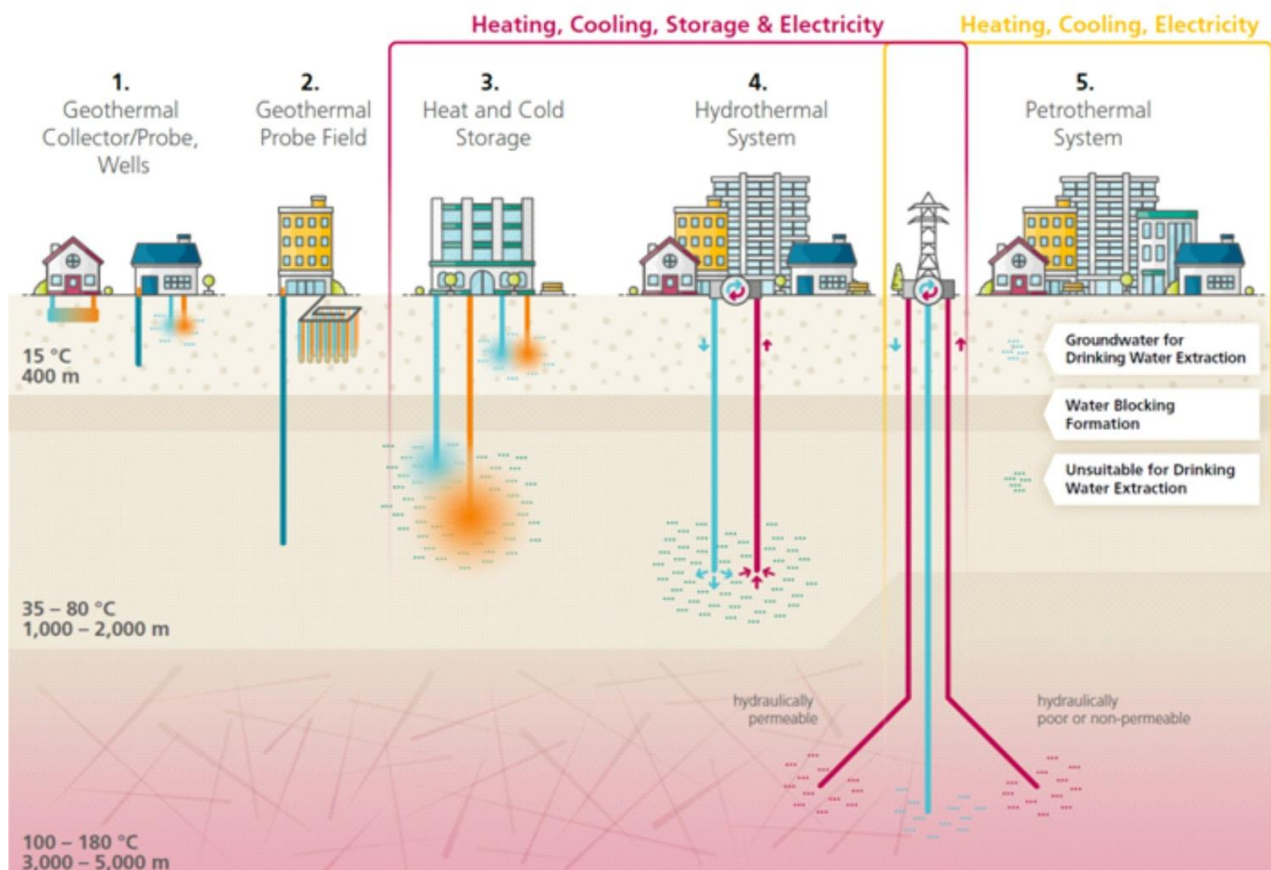 Heating, Cooling, Storage & Electricity
Heating, Cooling, Electricity
1.
Geothermal
Collector/Probe,
Wells
2.
Geothermal
Probe Field
3.
Heat and Cold
Storage
4.
Hydrothermal
System
5.
Petrothermal
System
15 °C
400 m
Groundwater for
Drinking Water Extraction
Water Blocking
Formation
Unsuitable for Drinking
Water Extraction
35 – 80 °C
1,000 – 2,000 m
hydraulically
permeable
hydraulically
poor or non-permeable
100 – 180 °C
3,000 – 5,000 m